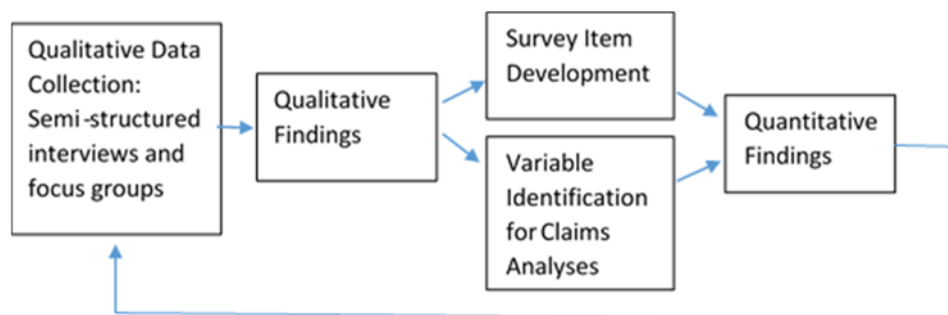 Qualitative Data
Collection:
Semi-structured
interviews and
focus groups
Qualitative
Findings
Survey Item
Development
Variable
Identification
for Claims
Analyses
Quantitative
Findings